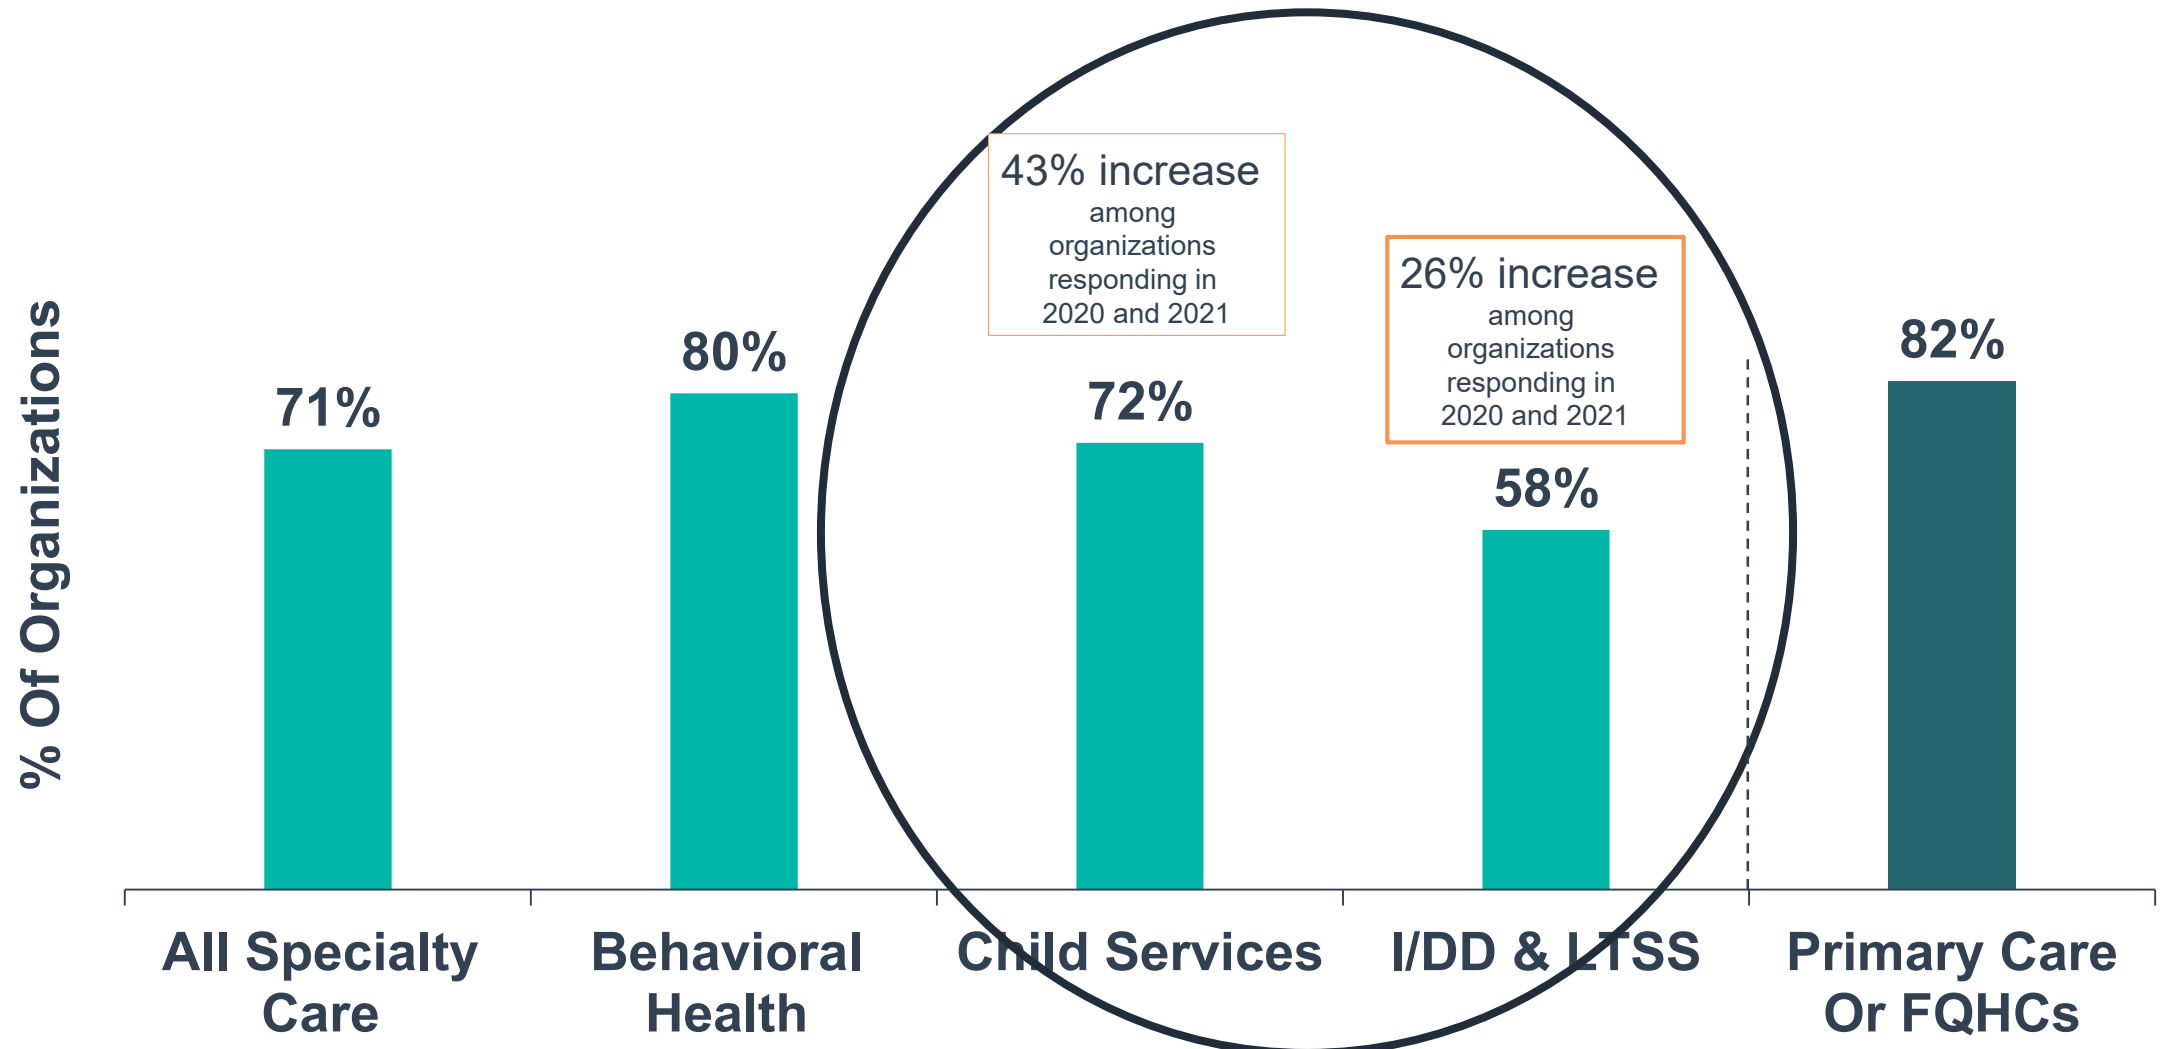 % Of Organizations
71%
80%
43% increase
among
organizations
responding in
2020 and 2021
72%
26% increase
among
organizations
responding in
2020 and 2021
58%
82%
All Specialty
Care
Behavioral
Health
Child Services
I/DD & LTSS
Primary Care
Or FQHCs